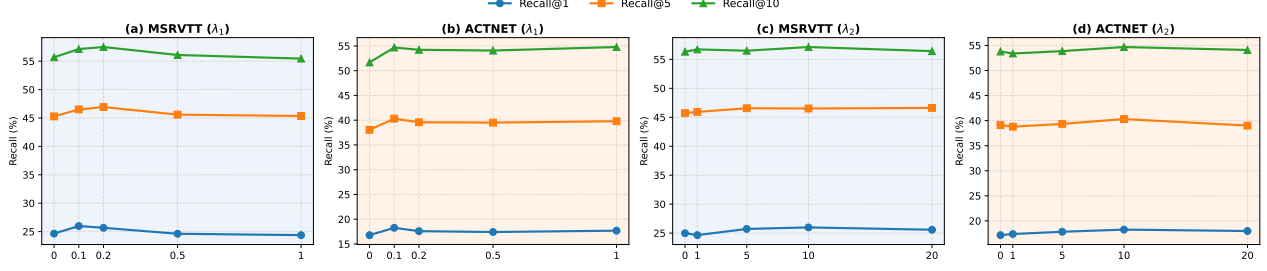 Recall@1 Recall@5 Recall@10
(a) MSRVTT (λ₁)
Recall (%)
55
50
45
40
35
30
25
0 0.1 0.2 0.5 1
(b) ACTNET (λ₁)
Recall (%)
55
50
45
40
35
30
25
20
15
0 0.1 0.2 0.5 1
(c) MSRVTT (λ₂)
Recall (%)
55
50
45
40
35
30
25
0 1 5 10 20
(d) ACTNET (λ₂)
Recall (%)
55
50
45
40
35
30
25
20
0 1 5 10 20